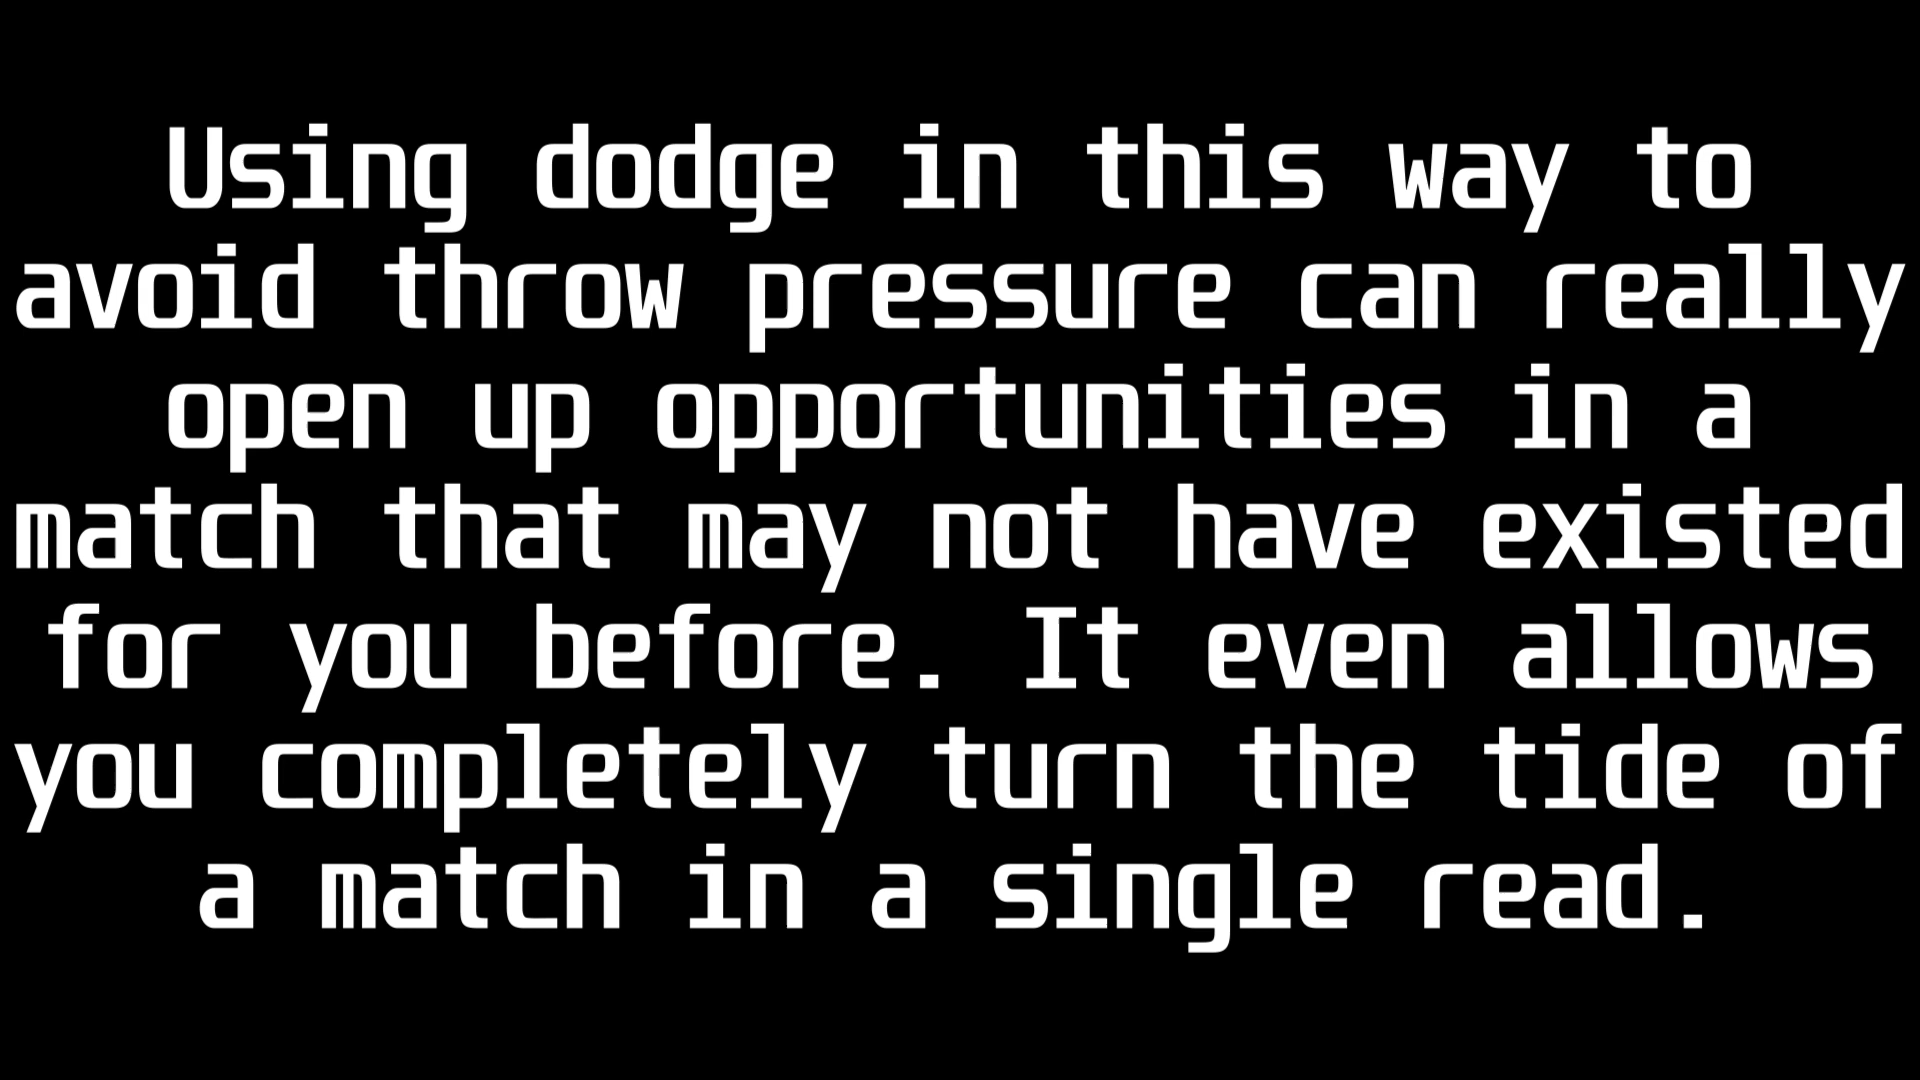 Using dodge in this way to
avoid throw pressure can really
open up opportunities in a
match that may not have existed
for you before. It even allows
you completely turn the tide of
a match in a single read.